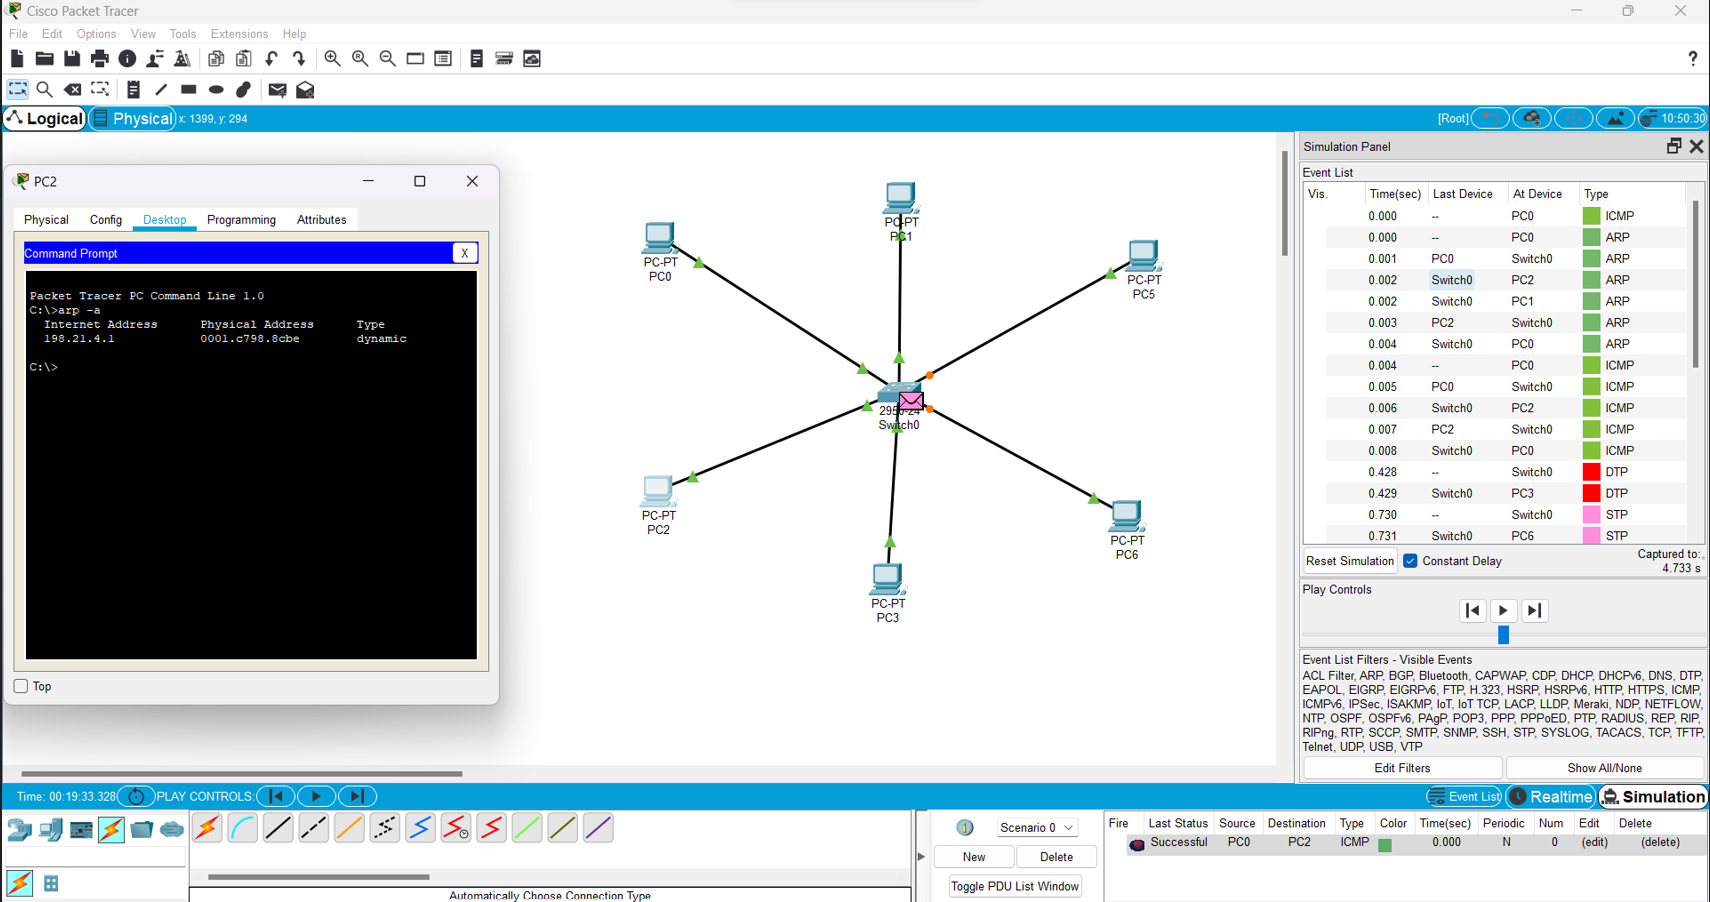 Cisco Packet Tracer
File Edit Options View Tools Extensions Help
?
Logical Physical x: 1399, y: 294 [Root] 10:50:30
PC2
Physical Config Desktop Programming Attributes
Command Prompt X
Packet Tracer PC Command Line 1.0
C:\>arp -a
Internet Address Physical Address Type
198.21.4.1 0001.c798.8cbe dynamic
C:\>
Top
PC-PT
PC0
PC-PT
PC1
PC-PT
PC5
2950-24
Switch0
PC-PT
PC2
PC-PT
PC6
PC-PT
PC3
Simulation Panel
Event List
Vis. Time(sec) Last Device At Device Type
0.000 -- PC0 ICMP
0.000 -- PC0 ARP
0.001 PC0 Switch0 ARP
0.002 Switch0 PC2 ARP
0.002 Switch0 PC1 ARP
0.003 PC2 Switch0 ARP
0.004 Switch0 PC0 ARP
0.004 -- PC0 ICMP
0.005 PC0 Switch0 ICMP
0.006 Switch0 PC2 ICMP
0.007 PC2 Switch0 ICMP
0.008 Switch0 PC0 ICMP
0.428 -- Switch0 DTP
0.429 Switch0 PC3 DTP
0.730 -- Switch0 STP
0.731 Switch0 PC6 STP
Reset Simulation Constant Delay Captured to:
4.733 s
Play Controls
Event List Filters - Visible Events
ACL Filter, ARP, BGP, Bluetooth, CAPWAP, CDP, DHCP, DHCPv6, DNS, DTP,
EAPOL, EIGRP, EIGRPv6, FTP, H.323, HSRP, HSRPv6, HTTP, HTTPS, ICMP,
ICMPv6, IPSec, ISAKMP, IoT, IoT TCP, LACP, LLDP, Meraki, NDP, NETFLOW,
NTP, OSPF, OSPFv6, PAgP, POP3, PPP, PPPoED, PTP, RADIUS, REP, RIP,
RIPng, RTP, SCCP, SMTP, SNMP, SSH, STP, SYSLOG, TACACS, TCP, TFTP,
Telnet, UDP, USB, VTP
Edit Filters Show All/None
Time: 00:19:33.328 PLAY CONTROLS: Event List Realtime Simulation
Scenario 0
New Delete
Toggle PDU List Window
Fire Last Status Source Destination Type Color Time(sec) Periodic Num Edit Delete
Successful PC0 PC2 ICMP 0.000 N 0 (edit) (delete)
Automatically Choose Connection Type